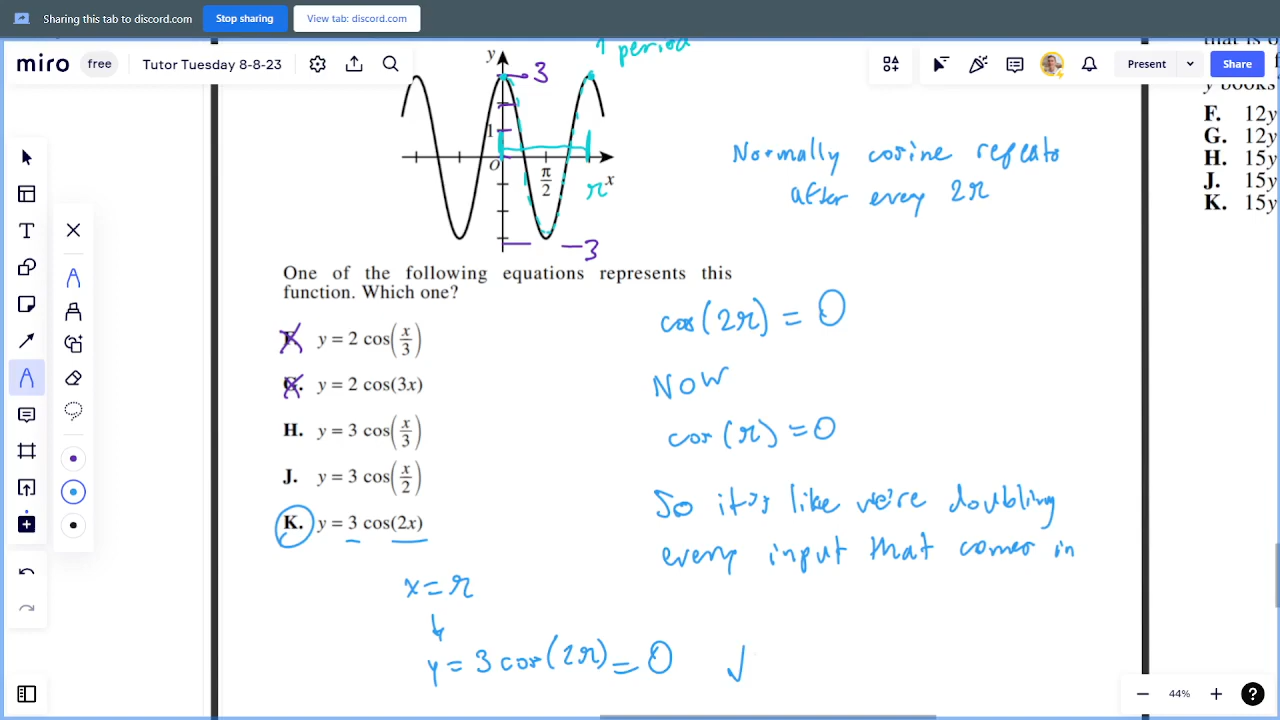 Sharing this tab to discord.com
Stop sharing
View tab: discord.com
miro
free
Tutor Tuesday 8-8-23
Present
Share
1 period
y
3
1
O
π
2
π
x
-3
Normally cosine repeats
after every 2π
One of the following equations represents this
function. Which one?
F. y = 2 cos(x/3)
G. y = 2 cos(3x)
H. y = 3 cos(x/3)
J. y = 3 cos(x/2)
K. y = 3 cos(2x)
cos(2π) = 0
Now
cos(π) = 0
So it's like we're doubling
every input that comes in
x = π
y = 3 cos(2π) = 0
that is o
y books
F. 12y
G. 12y
H. 15y
J. 15y
K. 15y
44%